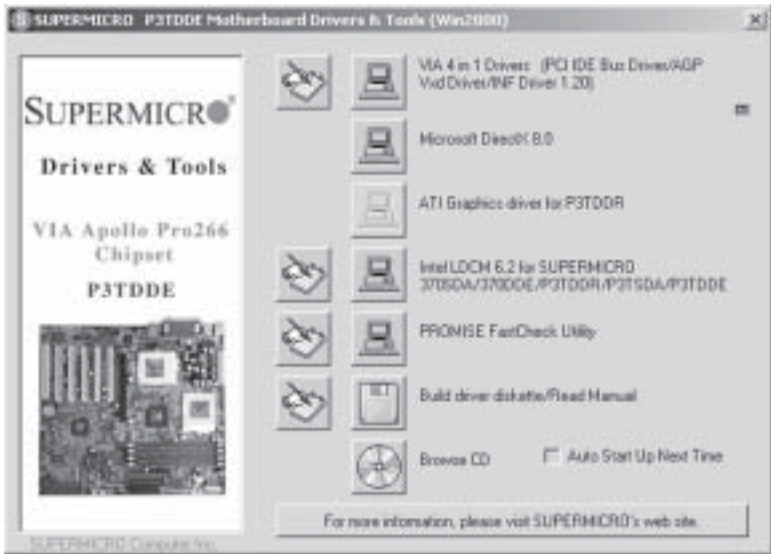 SUPERMICRO P3TDDE Motherboard Drivers & Tools (Win2000)
SUPERMICRO
Drivers & Tools
VIA Apollo Pro266
Chipset
P3TDDE
VIA 4 in 1 Drivers (PCI IDE Bus Driver/AGP
Vxd Driver/INF Driver 1.20)
Microsoft DirectX 8.0
ATI Graphics driver for P3TDDR
Intel LDCM 6.2 for SUPERMICRO
370SDA/370DDE/P3TDDR/P3TSDA/P3TDDE
PROMISE FastCheck Utility
Build driver diskette/Read Manual
Browse CD
Auto Start Up Next Time
For more information, please visit SUPERMICRO's web site.
SUPERMICRO Computer Inc.